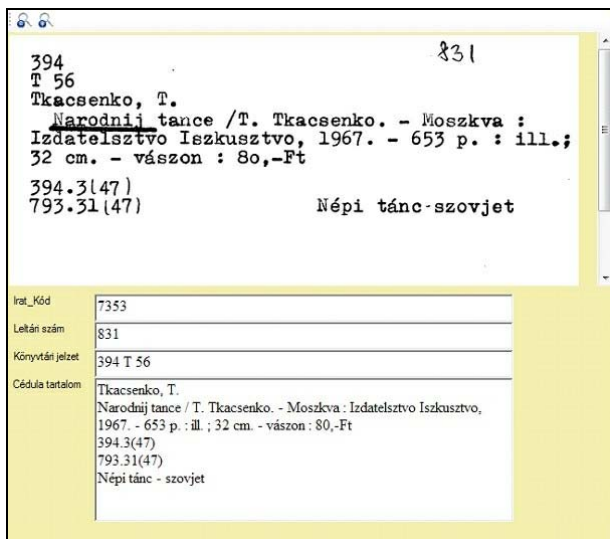 831
394
T 56
Tkacsenko, T.
Narodnij tance /T. Tkacsenko. - Moszkva :
Izdatelsztvo Iszkusztvo, 1967. - 653 p. : ill.;
32 cm. - vászon : 8o,-Ft
394.3(47)
793.31(47) Népi tánc-szovjet
Irat_Kód 7353
Leltári szám 831
Könyvtári jelzet 394 T 56
Cédula tartalom Tkacsenko, T.
Narodnij tance / T. Tkacsenko. - Moszkva : Izdatelsztvo Iszkusztvo,
1967. - 653 p. : ill. ; 32 cm. - vászon : 80,-Ft
394.3(47)
793.31(47)
Népi tánc - szovjet